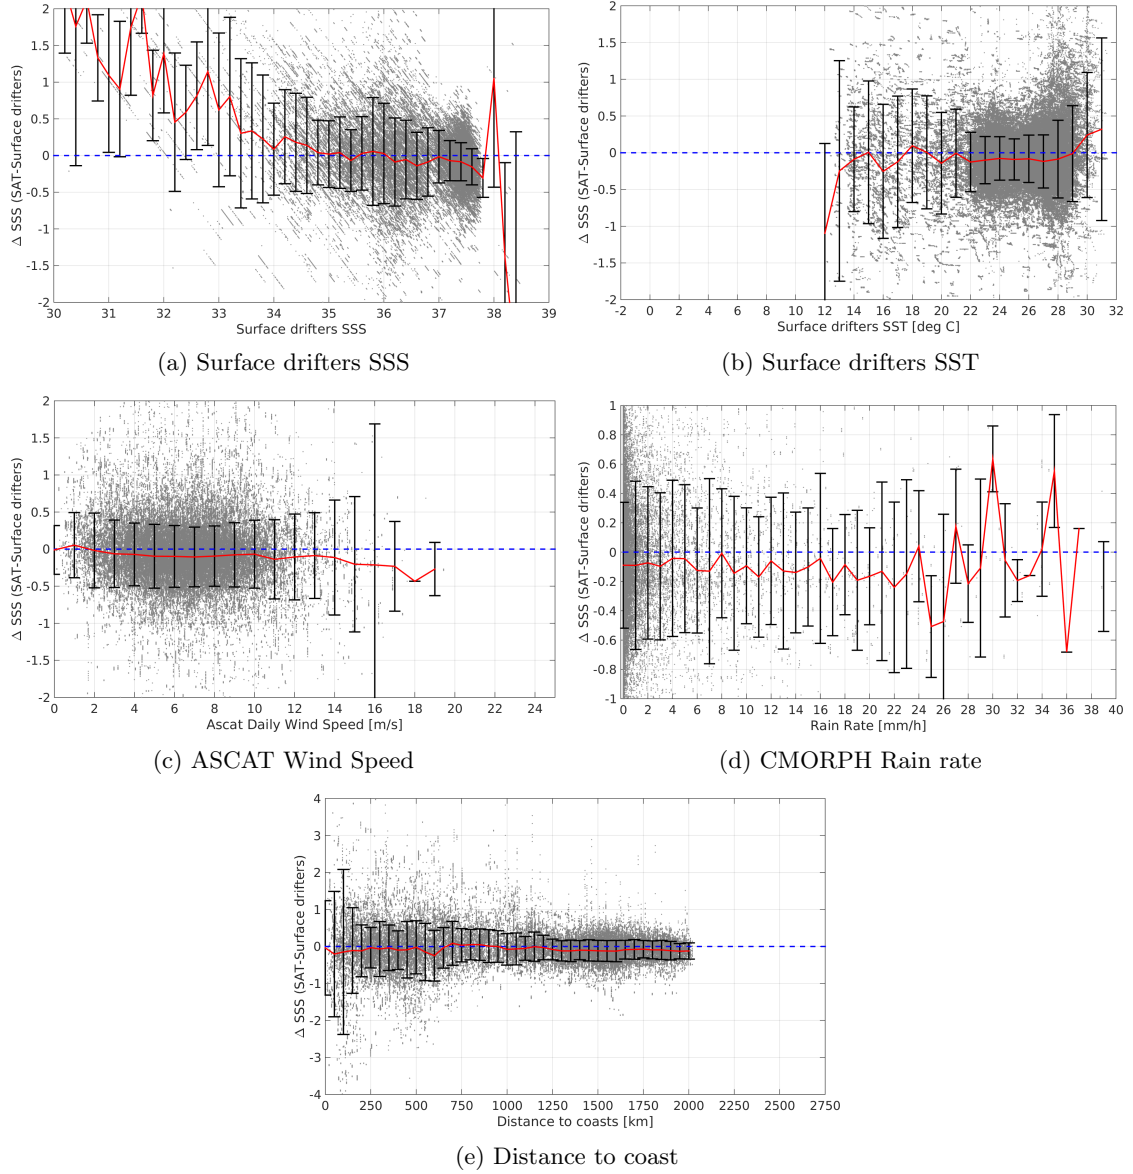 2
1.5
1
0.5
0
-0.5
-1
-1.5
-2
Δ SSS (SAT-Surface drifters)
30 31 32 33 34 35 36 37 38 39
Surface drifters SSS
(a) Surface drifters SSS
2
1.5
1
0.5
0
-0.5
-1
-1.5
-2
Δ SSS (SAT-Surface drifters)
-2 0 2 4 6 8 10 12 14 16 18 20 22 24 26 28 30 32
Surface drifters SST [deg C]
(b) Surface drifters SST
2
1.5
1
0.5
0
-0.5
-1
-1.5
-2
Δ SSS (SAT-Surface drifters)
0 2 4 6 8 10 12 14 16 18 20 22 24
Ascat Daily Wind Speed [m/s]
(c) ASCAT Wind Speed
1
0.8
0.6
0.4
0.2
0
-0.2
-0.4
-0.6
-0.8
-1
Δ SSS (SAT-Surface drifters)
0 2 4 6 8 10 12 14 16 18 20 22 24 26 28 30 32 34 36 38 40
Rain Rate [mm/h]
(d) CMORPH Rain rate
4
3
2
1
0
-1
-2
-3
-4
Δ SSS (SAT-Surface drifters)
0 250 500 750 1000 1250 1500 1750 2000 2250 2500 2750
Distance to coasts [km]
(e) Distance to coast